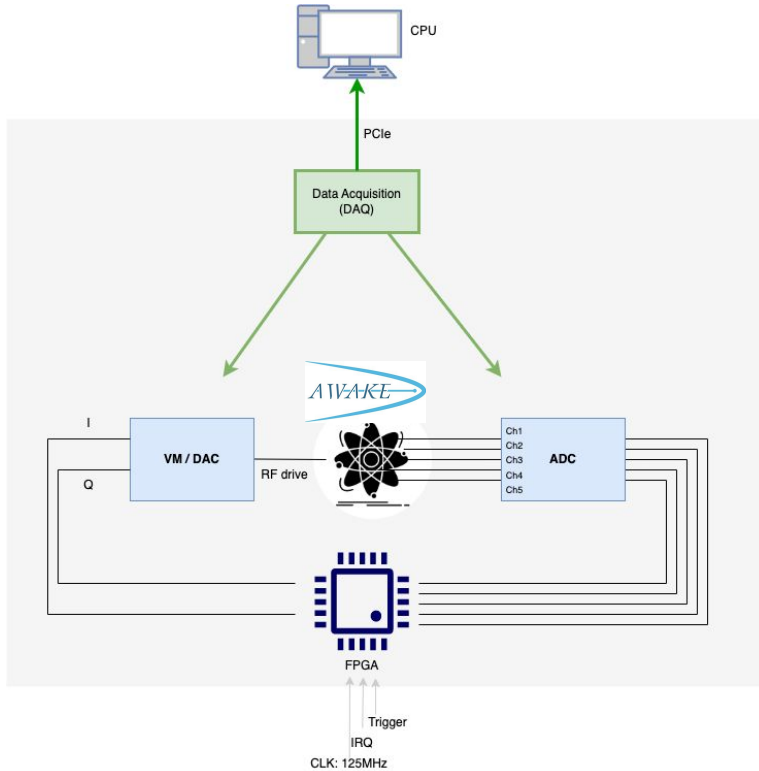 CPU
PCIe
Data Acquisition
(DAQ)
AWAKE
I
Q
VM / DAC
RF drive
Ch1
Ch2
Ch3
Ch4
Ch5
ADC
FPGA
Trigger
IRQ
CLK: 125MHz